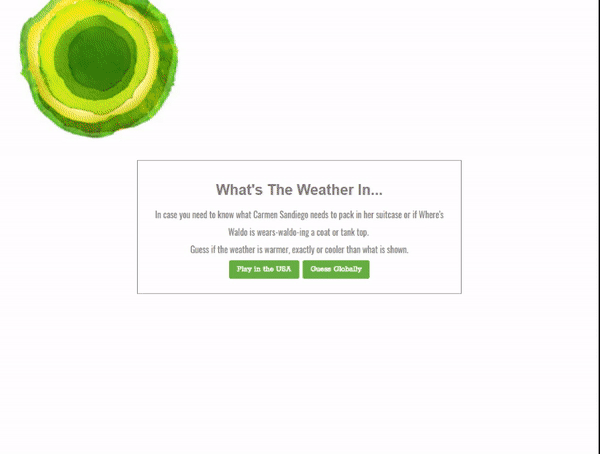 What's The Weather In...
In case you need to know what Carmen Sandiego needs to pack in her suitcase or if Where's
Waldo is wears-waldo-ing a coat or tank top.
Guess if the weather is warmer, exactly or cooler than what is shown.
Play in the USA Guess Globally